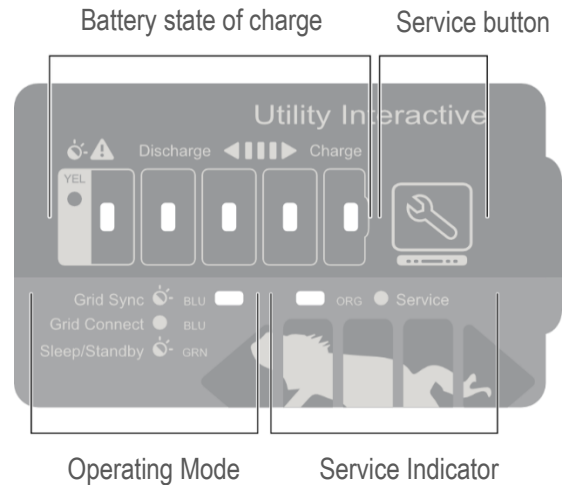 Battery state of charge
Service button
Utility Interactive
Discharge Charge
YEL
Grid Sync BLU
ORG Service
Grid Connect BLU
Sleep/Standby GRN
Operating Mode
Service Indicator